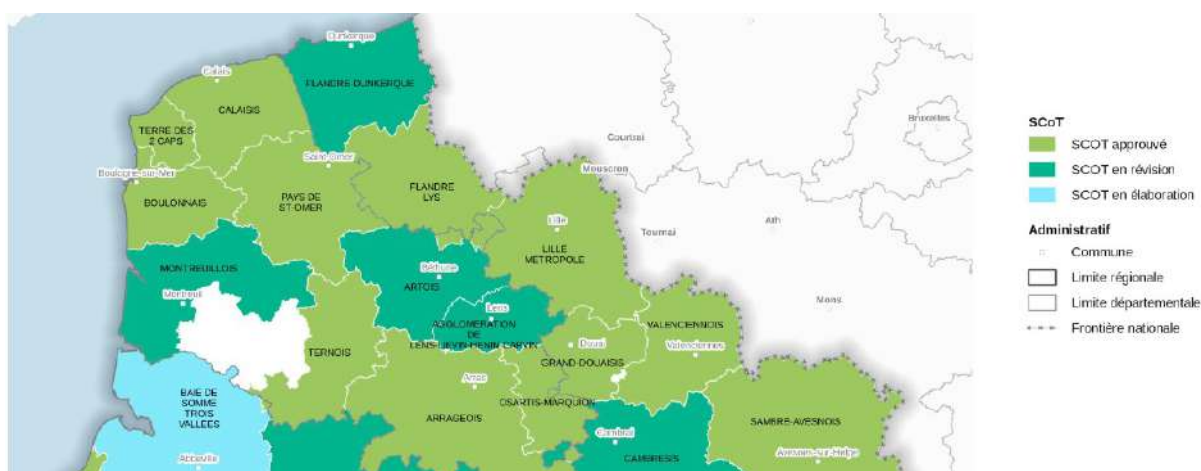 Dunkerque
FLANDRE-DUNKERQUE
Calais
CALAISIS
TERRE DES
2 CAPS
Bruxelles
Courtrai
Saint-Omer
Mouscron
Boulogne-sur-Mer
FLANDRE
LYS
BOULONNAIS
PAYS DE
ST-OMER
Lille
LILLE
METROPOLE
Tournai
Ath
MONTREUILLOIS
Béthune
ARTOIS
Montreuil
Lens
AGGLOMERATION
DE
LENS-LIEVIN-HENIN-CARVIN
Mons
VALENCIENNOIS
Valenciennes
Douai
GRAND-DOUAISIS
TERNOIS
Arras
ARRAGEOIS
OSARTIS-MARQUION
BAIE DE
SOMME
TROIS
VALLÉES
Abbeville
Cambrai
CAMBRESIS
SAMBRE-AVESNOIS
Avesnes-sur-Helpe
SCoT
SCOT approuvé
SCOT en révision
SCOT en élaboration
Administratif
Commune
Limite régionale
Limite départementale
Frontière nationale